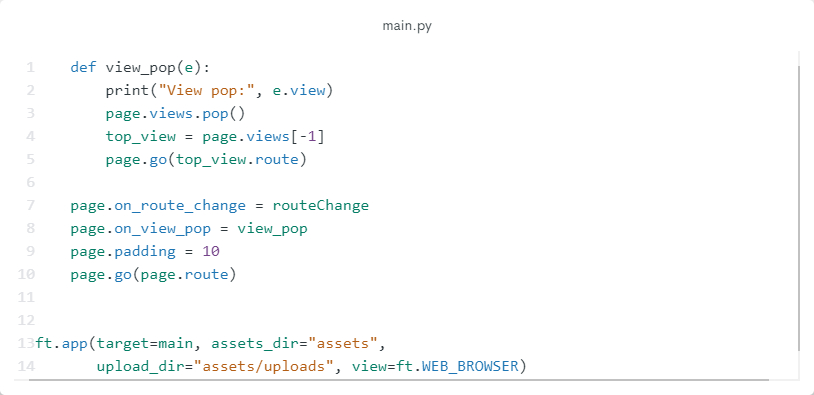 main.py
1    def view_pop(e):
2        print("View pop:", e.view)
3        page.views.pop()
4        top_view = page.views[-1]
5        page.go(top_view.route)
6
7    page.on_route_change = routeChange
8    page.on_view_pop = view_pop
9    page.padding = 10
10    page.go(page.route)
11
12
13ft.app(target=main, assets_dir="assets",
14       upload_dir="assets/uploads", view=ft.WEB_BROWSER)